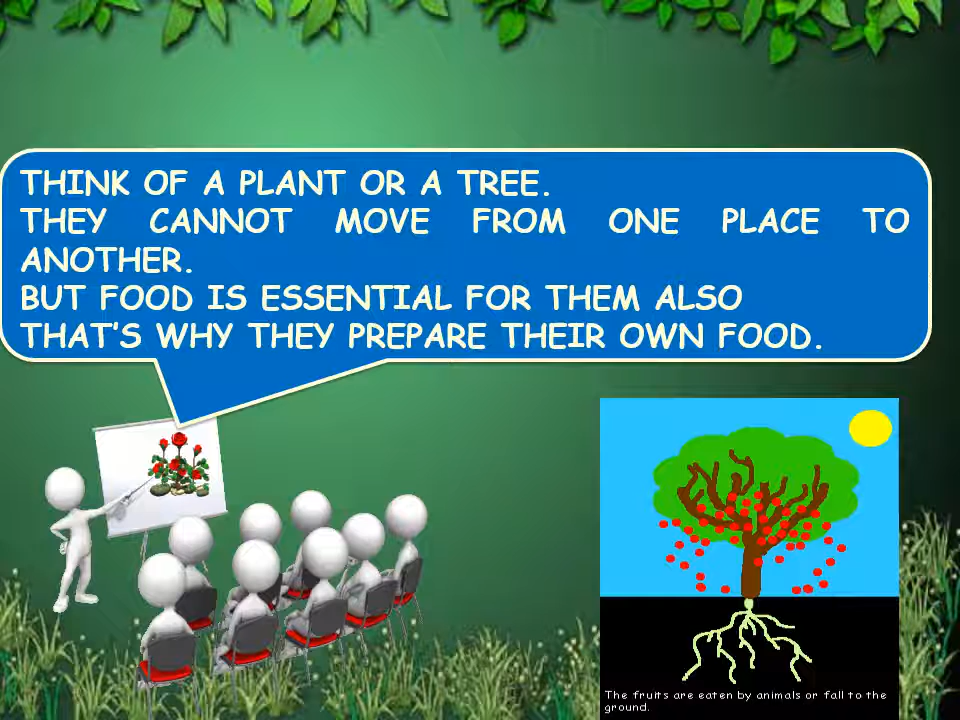 THINK OF A PLANT OR A TREE.
THEY CANNOT MOVE FROM ONE PLACE TO
ANOTHER.
BUT FOOD IS ESSENTIAL FOR THEM ALSO
THAT'S WHY THEY PREPARE THEIR OWN FOOD.
The fruits are eaten by animals or fall to the
ground.